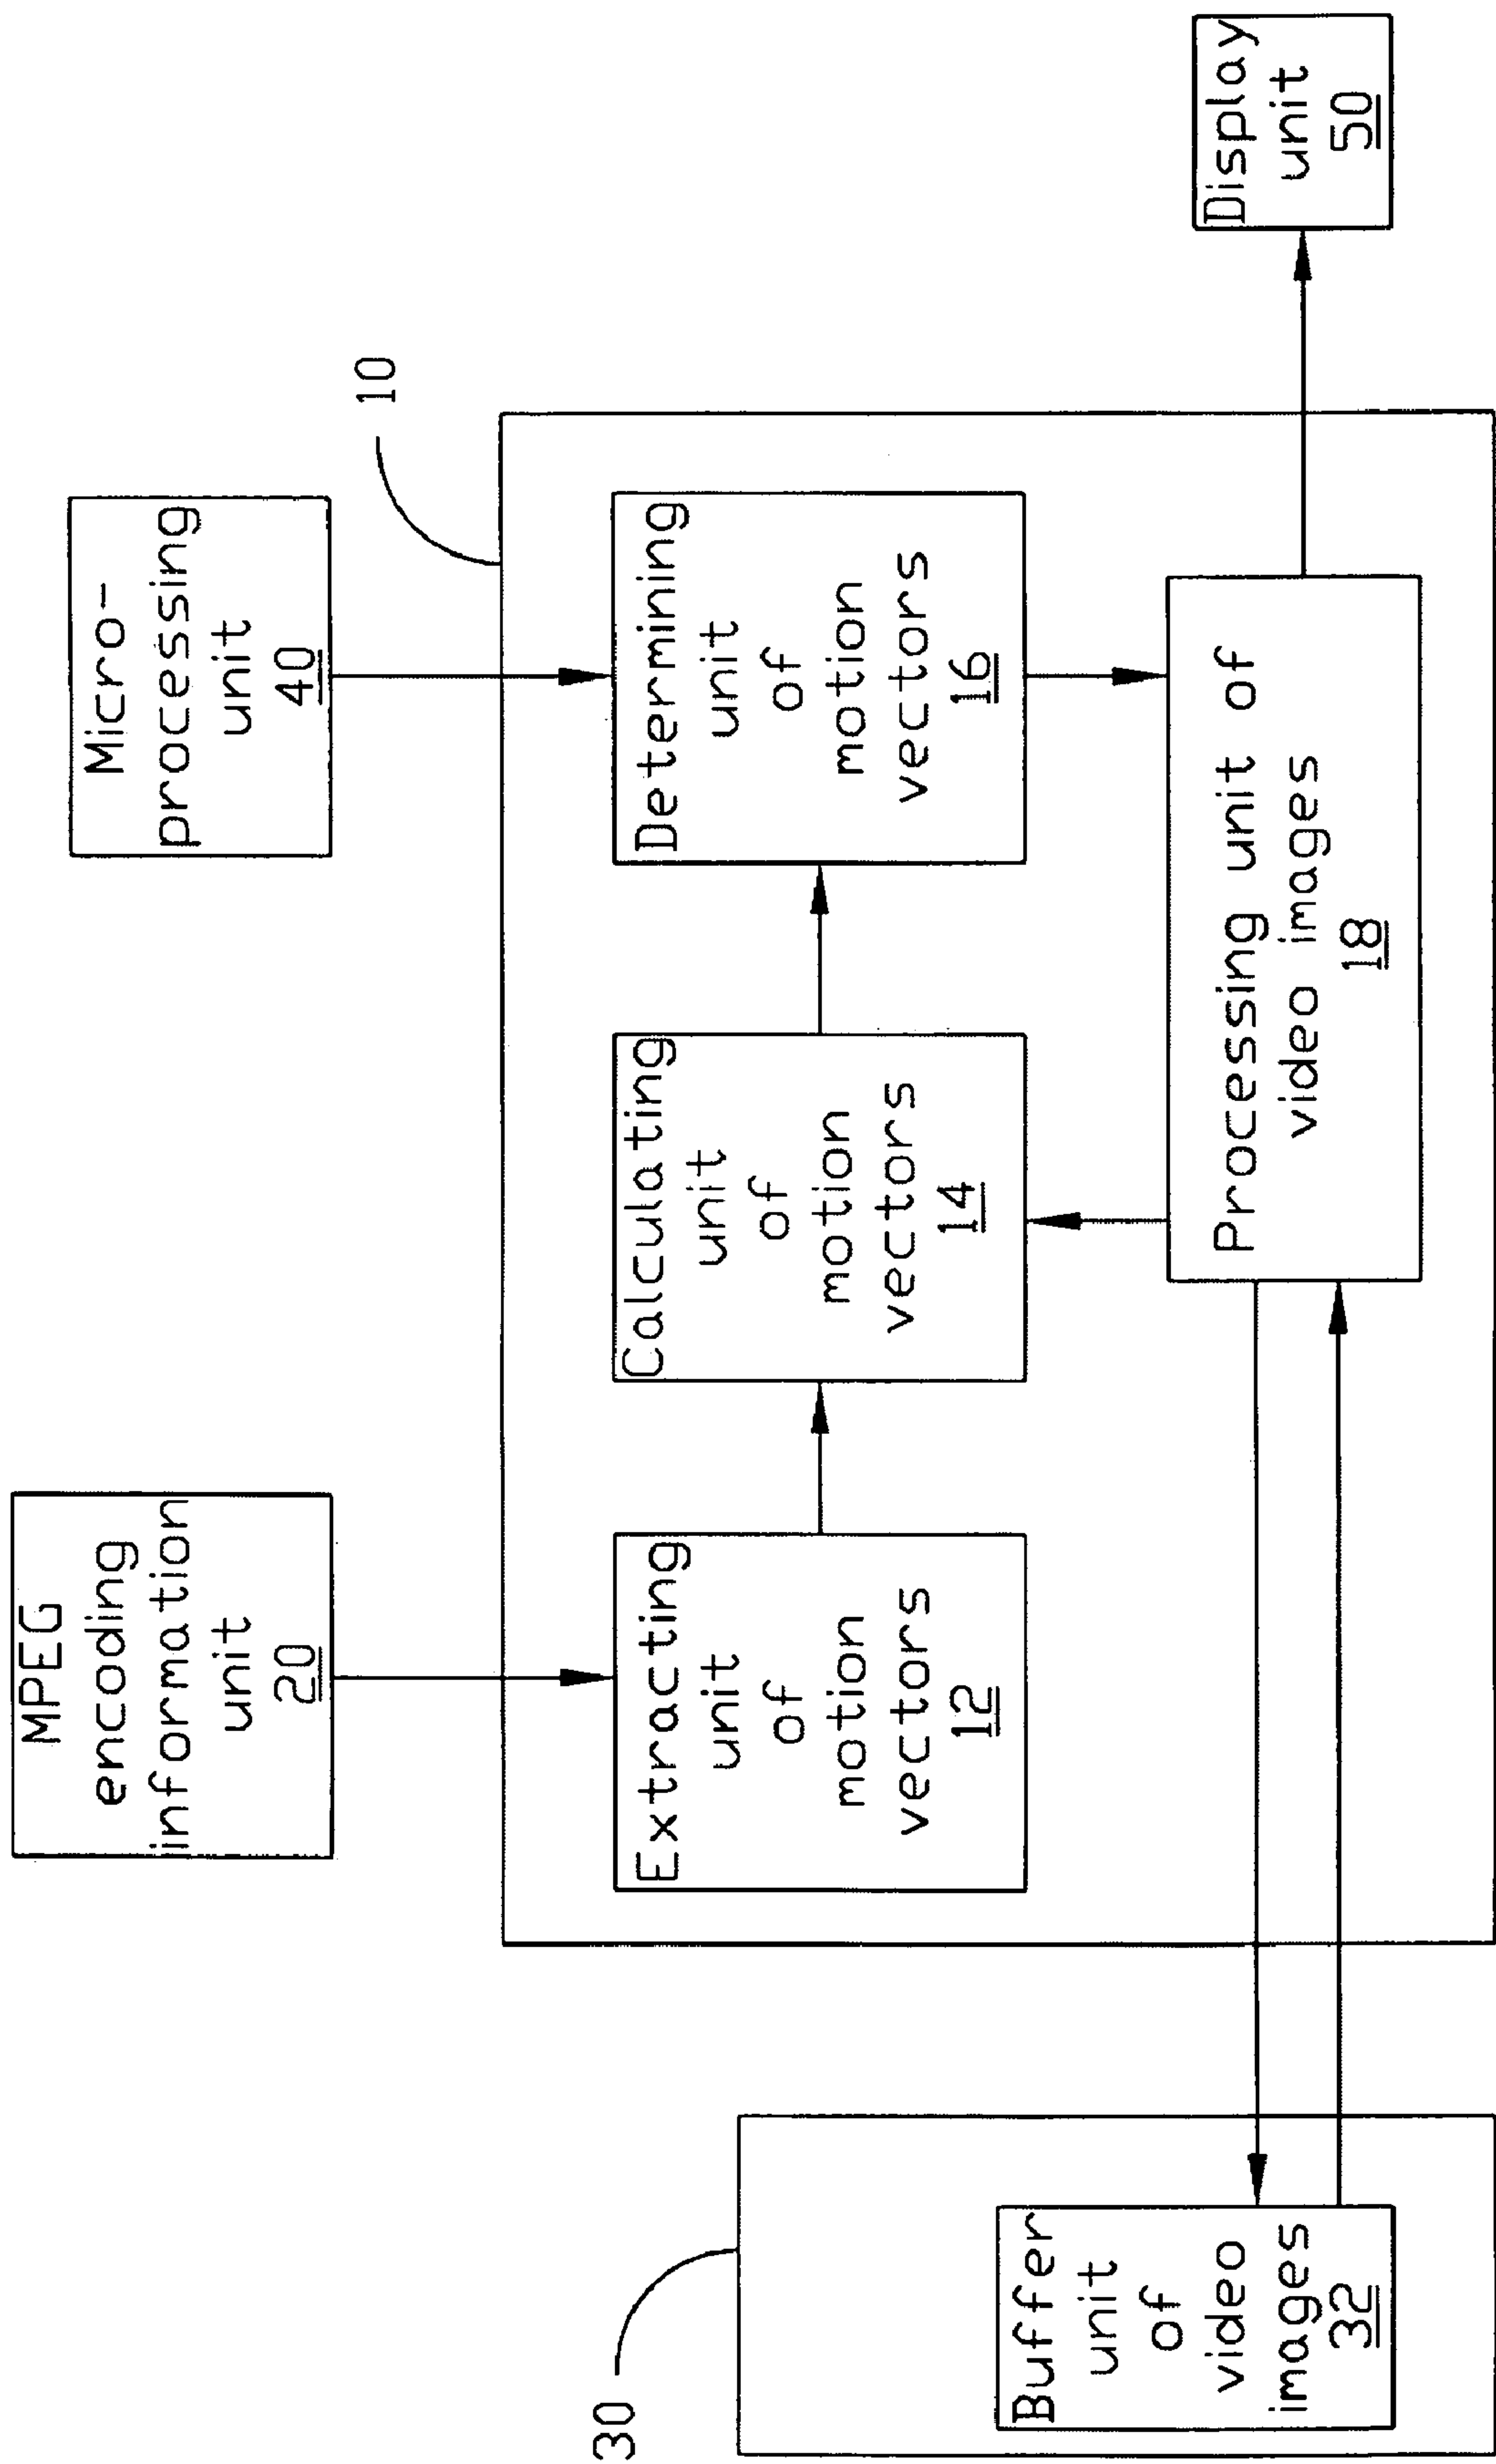 MPEG
encoding
information
unit
20
Micro-
processing
unit
40
10
Extracting
unit
of
motion
vectors
12
Calculating
unit
of
motion
vectors
14
Determining
unit
of
motion
vectors
16
30
Buffer
unit
of
video
images
32
Processing unit of
video images
18
Display
unit
50